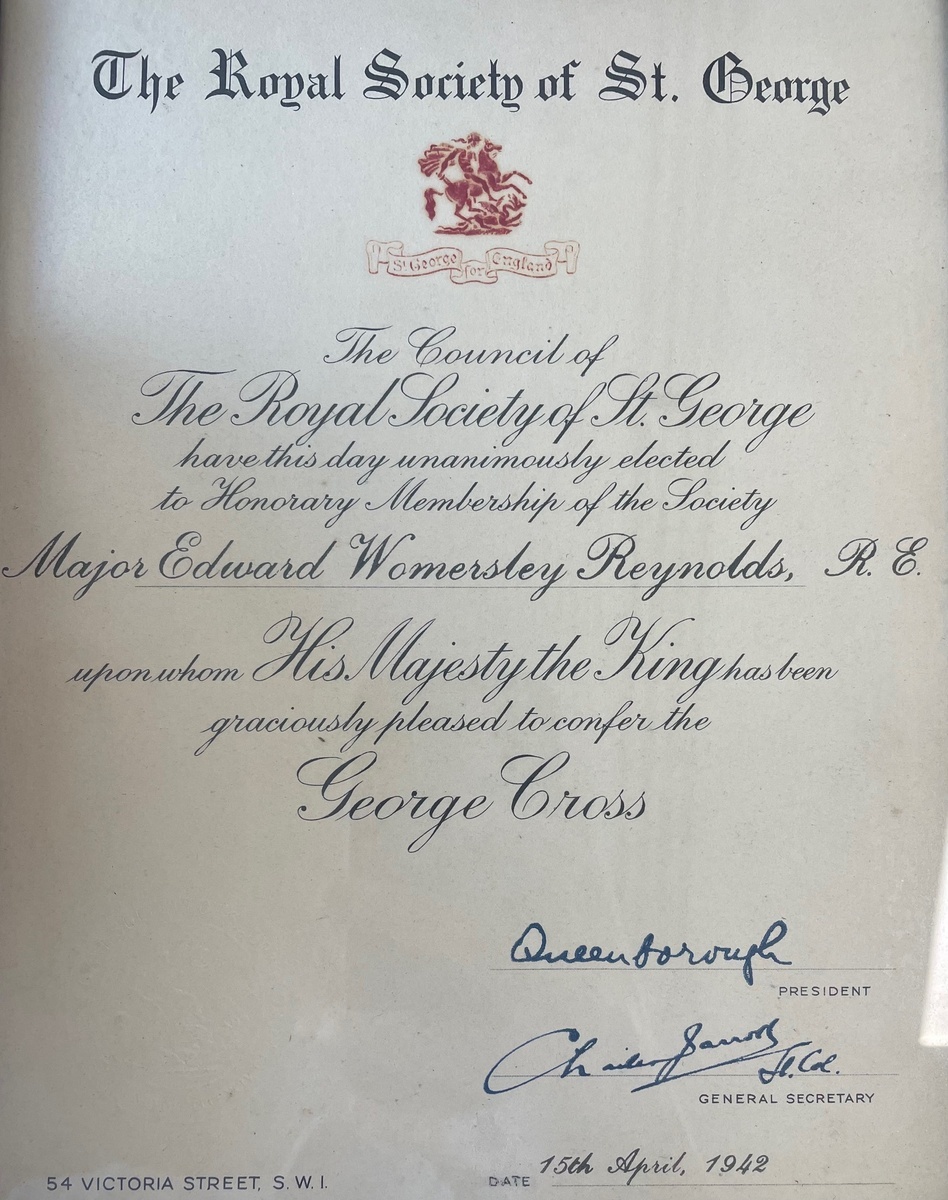 The Royal Society of St. George
St George for England
The Council of
The Royal Society of St. George
have this day unanimously elected
to Honorary Membership of the Society
Major Edward Womersley Reynolds, R. E.
upon whom His Majesty the King has been
graciously pleased to confer the
George Cross
Queenborough
PRESIDENT
Charles Jarrott
Lt. Col.
GENERAL SECRETARY
54 VICTORIA STREET, S. W. I. DATE 15th April, 1942